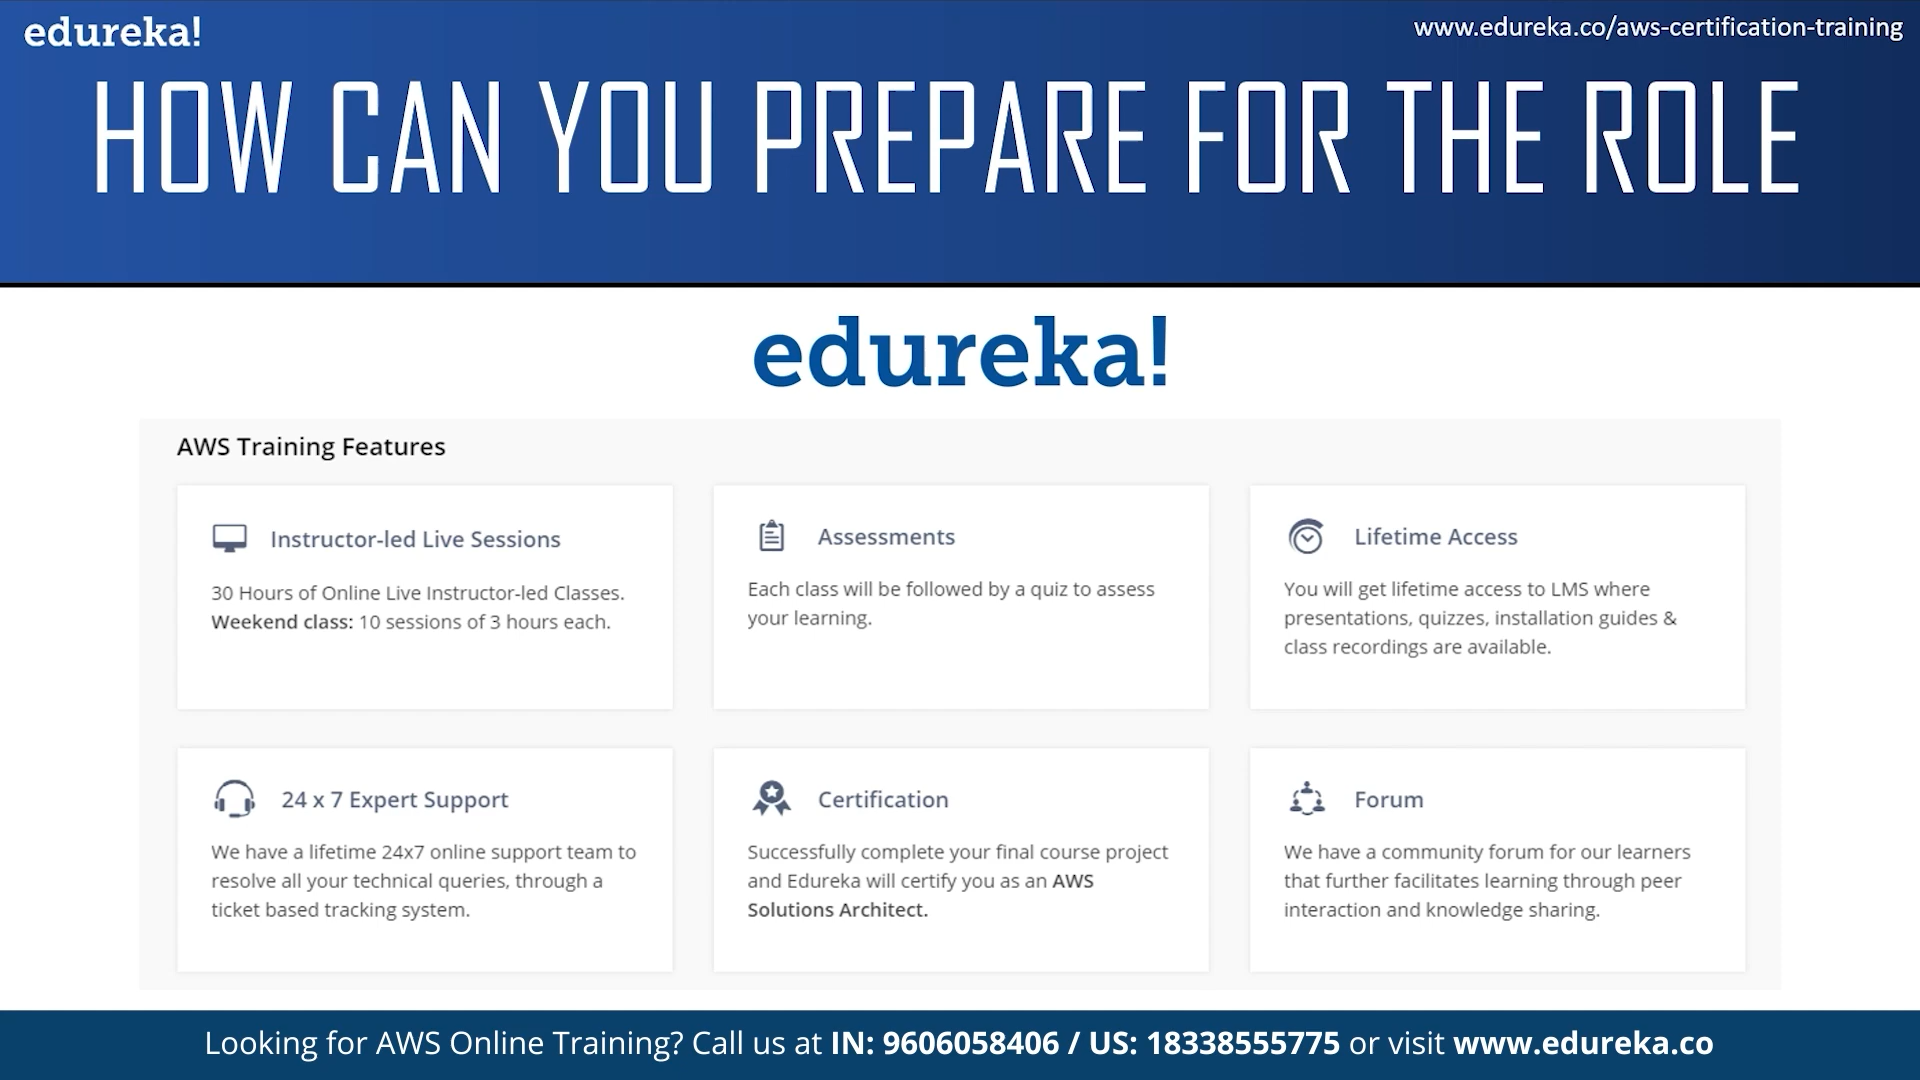 edureka!
www.edureka.co/aws-certification-training
HOW CAN YOU PREPARE FOR THE ROLE
edureka!
AWS Training Features
Instructor-led Live Sessions
30 Hours of Online Live Instructor-led Classes.
Weekend class: 10 sessions of 3 hours each.
Assessments
Each class will be followed by a quiz to assess
your learning.
Lifetime Access
You will get lifetime access to LMS where
presentations, quizzes, installation guides &
class recordings are available.
24 x 7 Expert Support
We have a lifetime 24x7 online support team to
resolve all your technical queries, through a
ticket based tracking system.
Certification
Successfully complete your final course project
and Edureka will certify you as an AWS
Solutions Architect.
Forum
We have a community forum for our learners
that further facilitates learning through peer
interaction and knowledge sharing.
Looking for AWS Online Training? Call us at IN: 9606058406 / US: 18338555775 or visit www.edureka.co